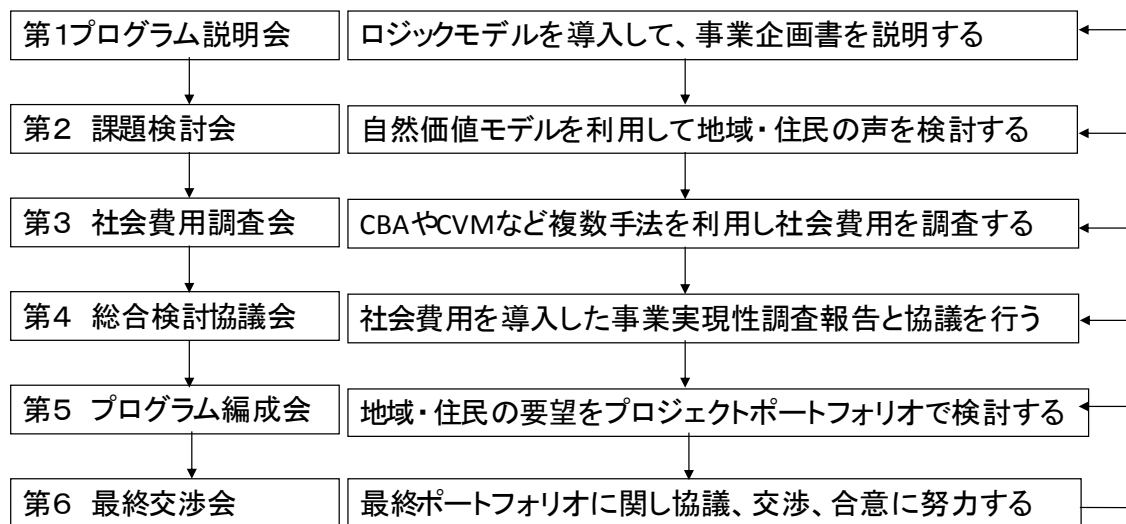 第1プログラム説明会
ロジックモデルを導入して、事業企画書を説明する
第2 課題検討会
自然価値モデルを利用して地域・住民の声を検討する
第3 社会費用調査会
CBAやCVMなど複数手法を利用し社会費用を調査する
第4 総合検討協議会
社会費用を導入した事業実現性調査報告と協議を行う
第5 プログラム編成会
地域・住民の要望をプロジェクトポートフォリオで検討する
第6 最終交渉会
最終ポートフォリオに関し協議、交渉、合意に努力する